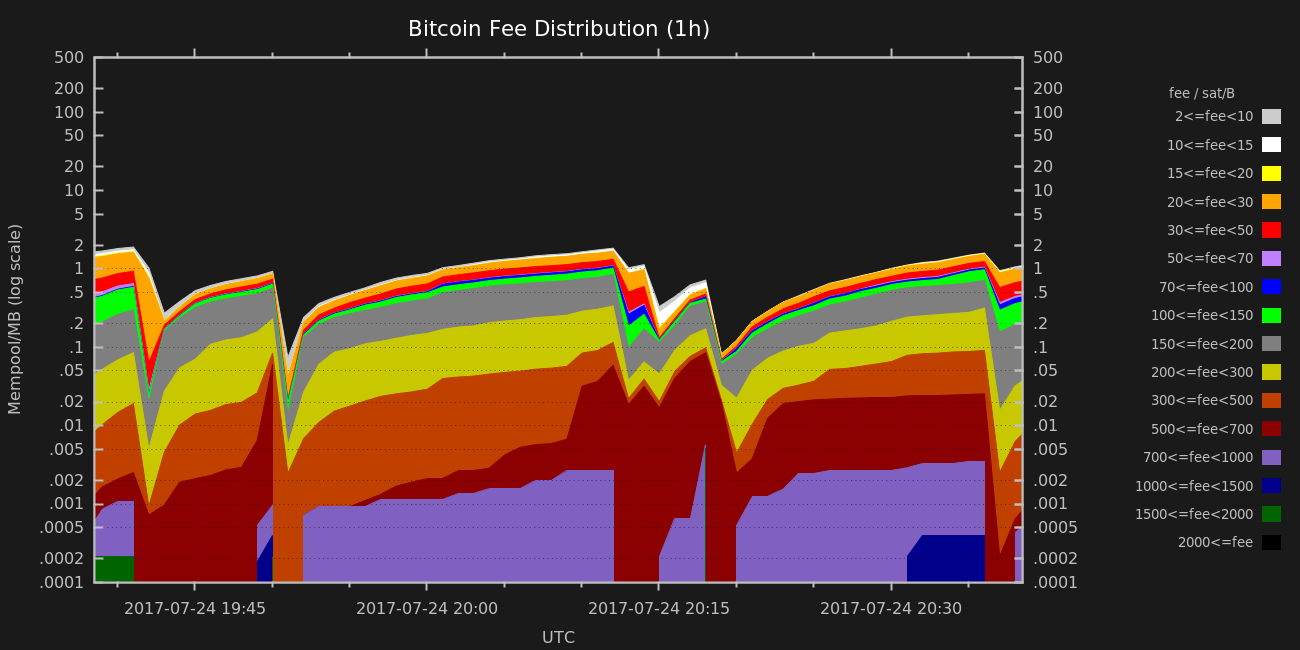 Bitcoin Fee Distribution (1h)
Mempool/MB (log scale)
500
200
100
50
20
10
5
2
1
.5
.2
.1
.05
.02
.01
.005
.002
.001
.0005
.0002
.0001
500
200
100
50
20
10
5
2
1
.5
.2
.1
.05
.02
.01
.005
.002
.001
.0005
.0002
.0001
2017-07-24 19:45
2017-07-24 20:00
2017-07-24 20:15
2017-07-24 20:30
UTC
fee / sat/B
2<=fee<10
10<=fee<15
15<=fee<20
20<=fee<30
30<=fee<50
50<=fee<70
70<=fee<100
100<=fee<150
150<=fee<200
200<=fee<300
300<=fee<500
500<=fee<700
700<=fee<1000
1000<=fee<1500
1500<=fee<2000
2000<=fee